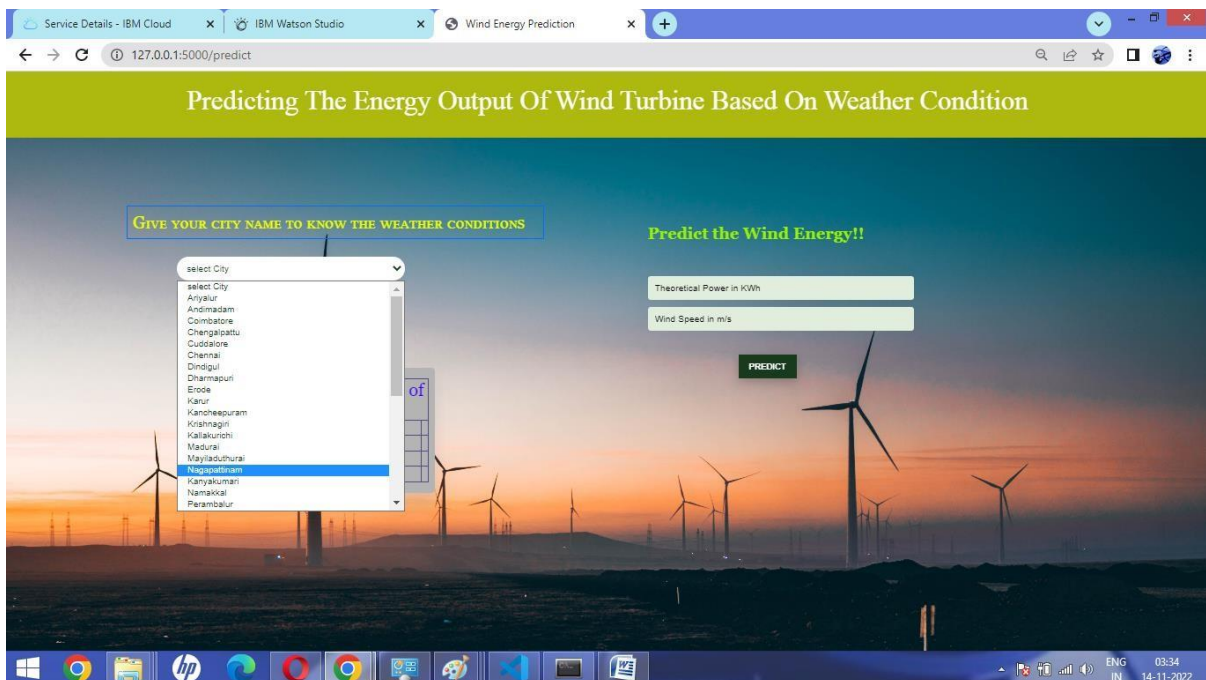 Service Details - IBM Cloud
IBM Watson Studio
Wind Energy Prediction
127.0.0.1:5000/predict
Predicting The Energy Output Of Wind Turbine Based On Weather Condition
Give your city name to know the weather conditions
select City
select City
Ariyalur
Andimadam
Coimbatore
Chengalpattu
Cuddalore
Chennai
Dindigul
Dharmapuri
Erode
Karur
Kancheepuram
Krishnagiri
Kallakurichi
Madurai
Mayiladuthurai
Nagapattinam
Kanyakumari
Namakkal
Perambalur
of
Predict the Wind Energy!!
Theoretical Power in KWh
Wind Speed in m/s
PREDICT
hp
ENG
IN
03:34
14-11-2022